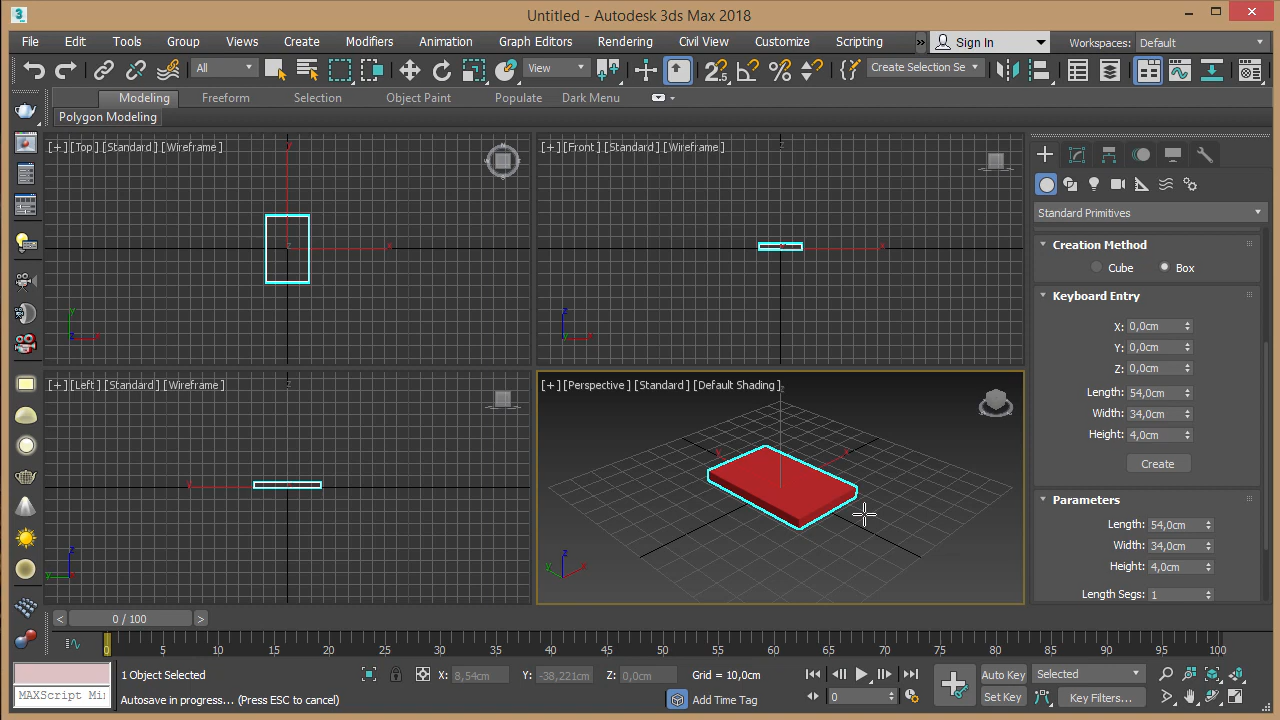 3 Untitled - Autodesk 3ds Max 2018
File Edit Tools Group Views Create Modifiers Animation Graph Editors Rendering Civil View Customize Scripting » Sign In Workspaces: Default
All View Create Selection Se
Modeling Freeform Selection Object Paint Populate Dark Menu
Polygon Modeling
[+] [Top] [Standard] [Wireframe]
[+] [Front] [Standard] [Wireframe]
[+] [Left] [Standard] [Wireframe]
[+] [Perspective] [Standard] [Default Shading]
Standard Primitives
Creation Method
Cube Box
Keyboard Entry
X: 0,0cm
Y: 0,0cm
Z: 0,0cm
Length: 54,0cm
Width: 34,0cm
Height: 4,0cm
Create
Parameters
Length: 54,0cm
Width: 34,0cm
Height: 4,0cm
Length Segs: 1
< 0 / 100 >
0 5 10 15 20 25 30 35 40 45 50 55 60 65 70 75 80 85 90 95 100
1 Object Selected X: 8,54cm Y: -38,221cm Z: 0,0cm Grid = 10,0cm Auto Key Selected
MAXScript Mi Autosave in progress... (Press ESC to cancel) Add Time Tag 0 Set Key Key Filters...